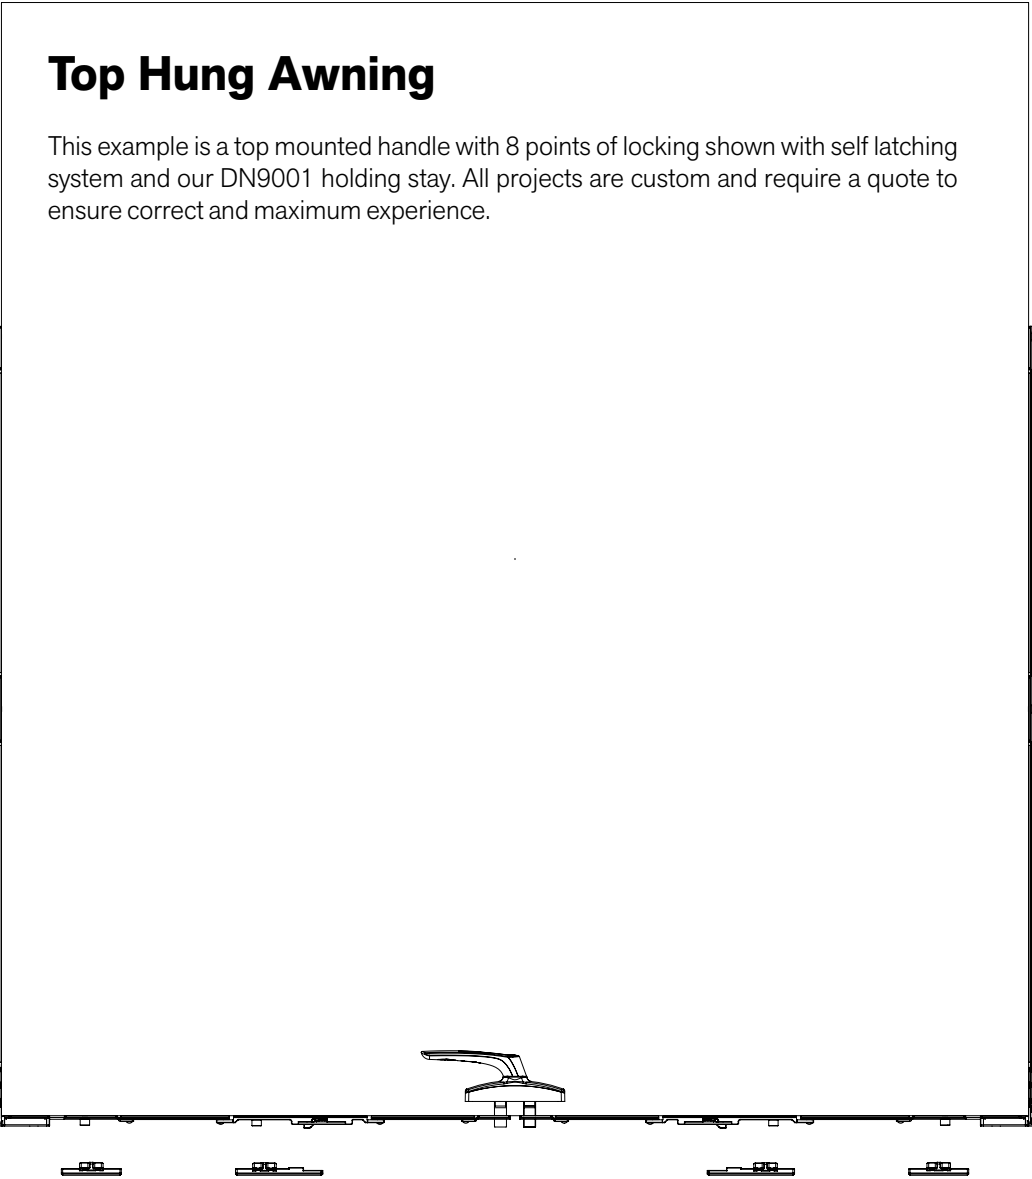 Top Hung Awning
This example is a top mounted handle with 8 points of locking shown with self latching
system and our DN9001 holding stay. All projects are custom and require a quote to
ensure correct and maximum experience.